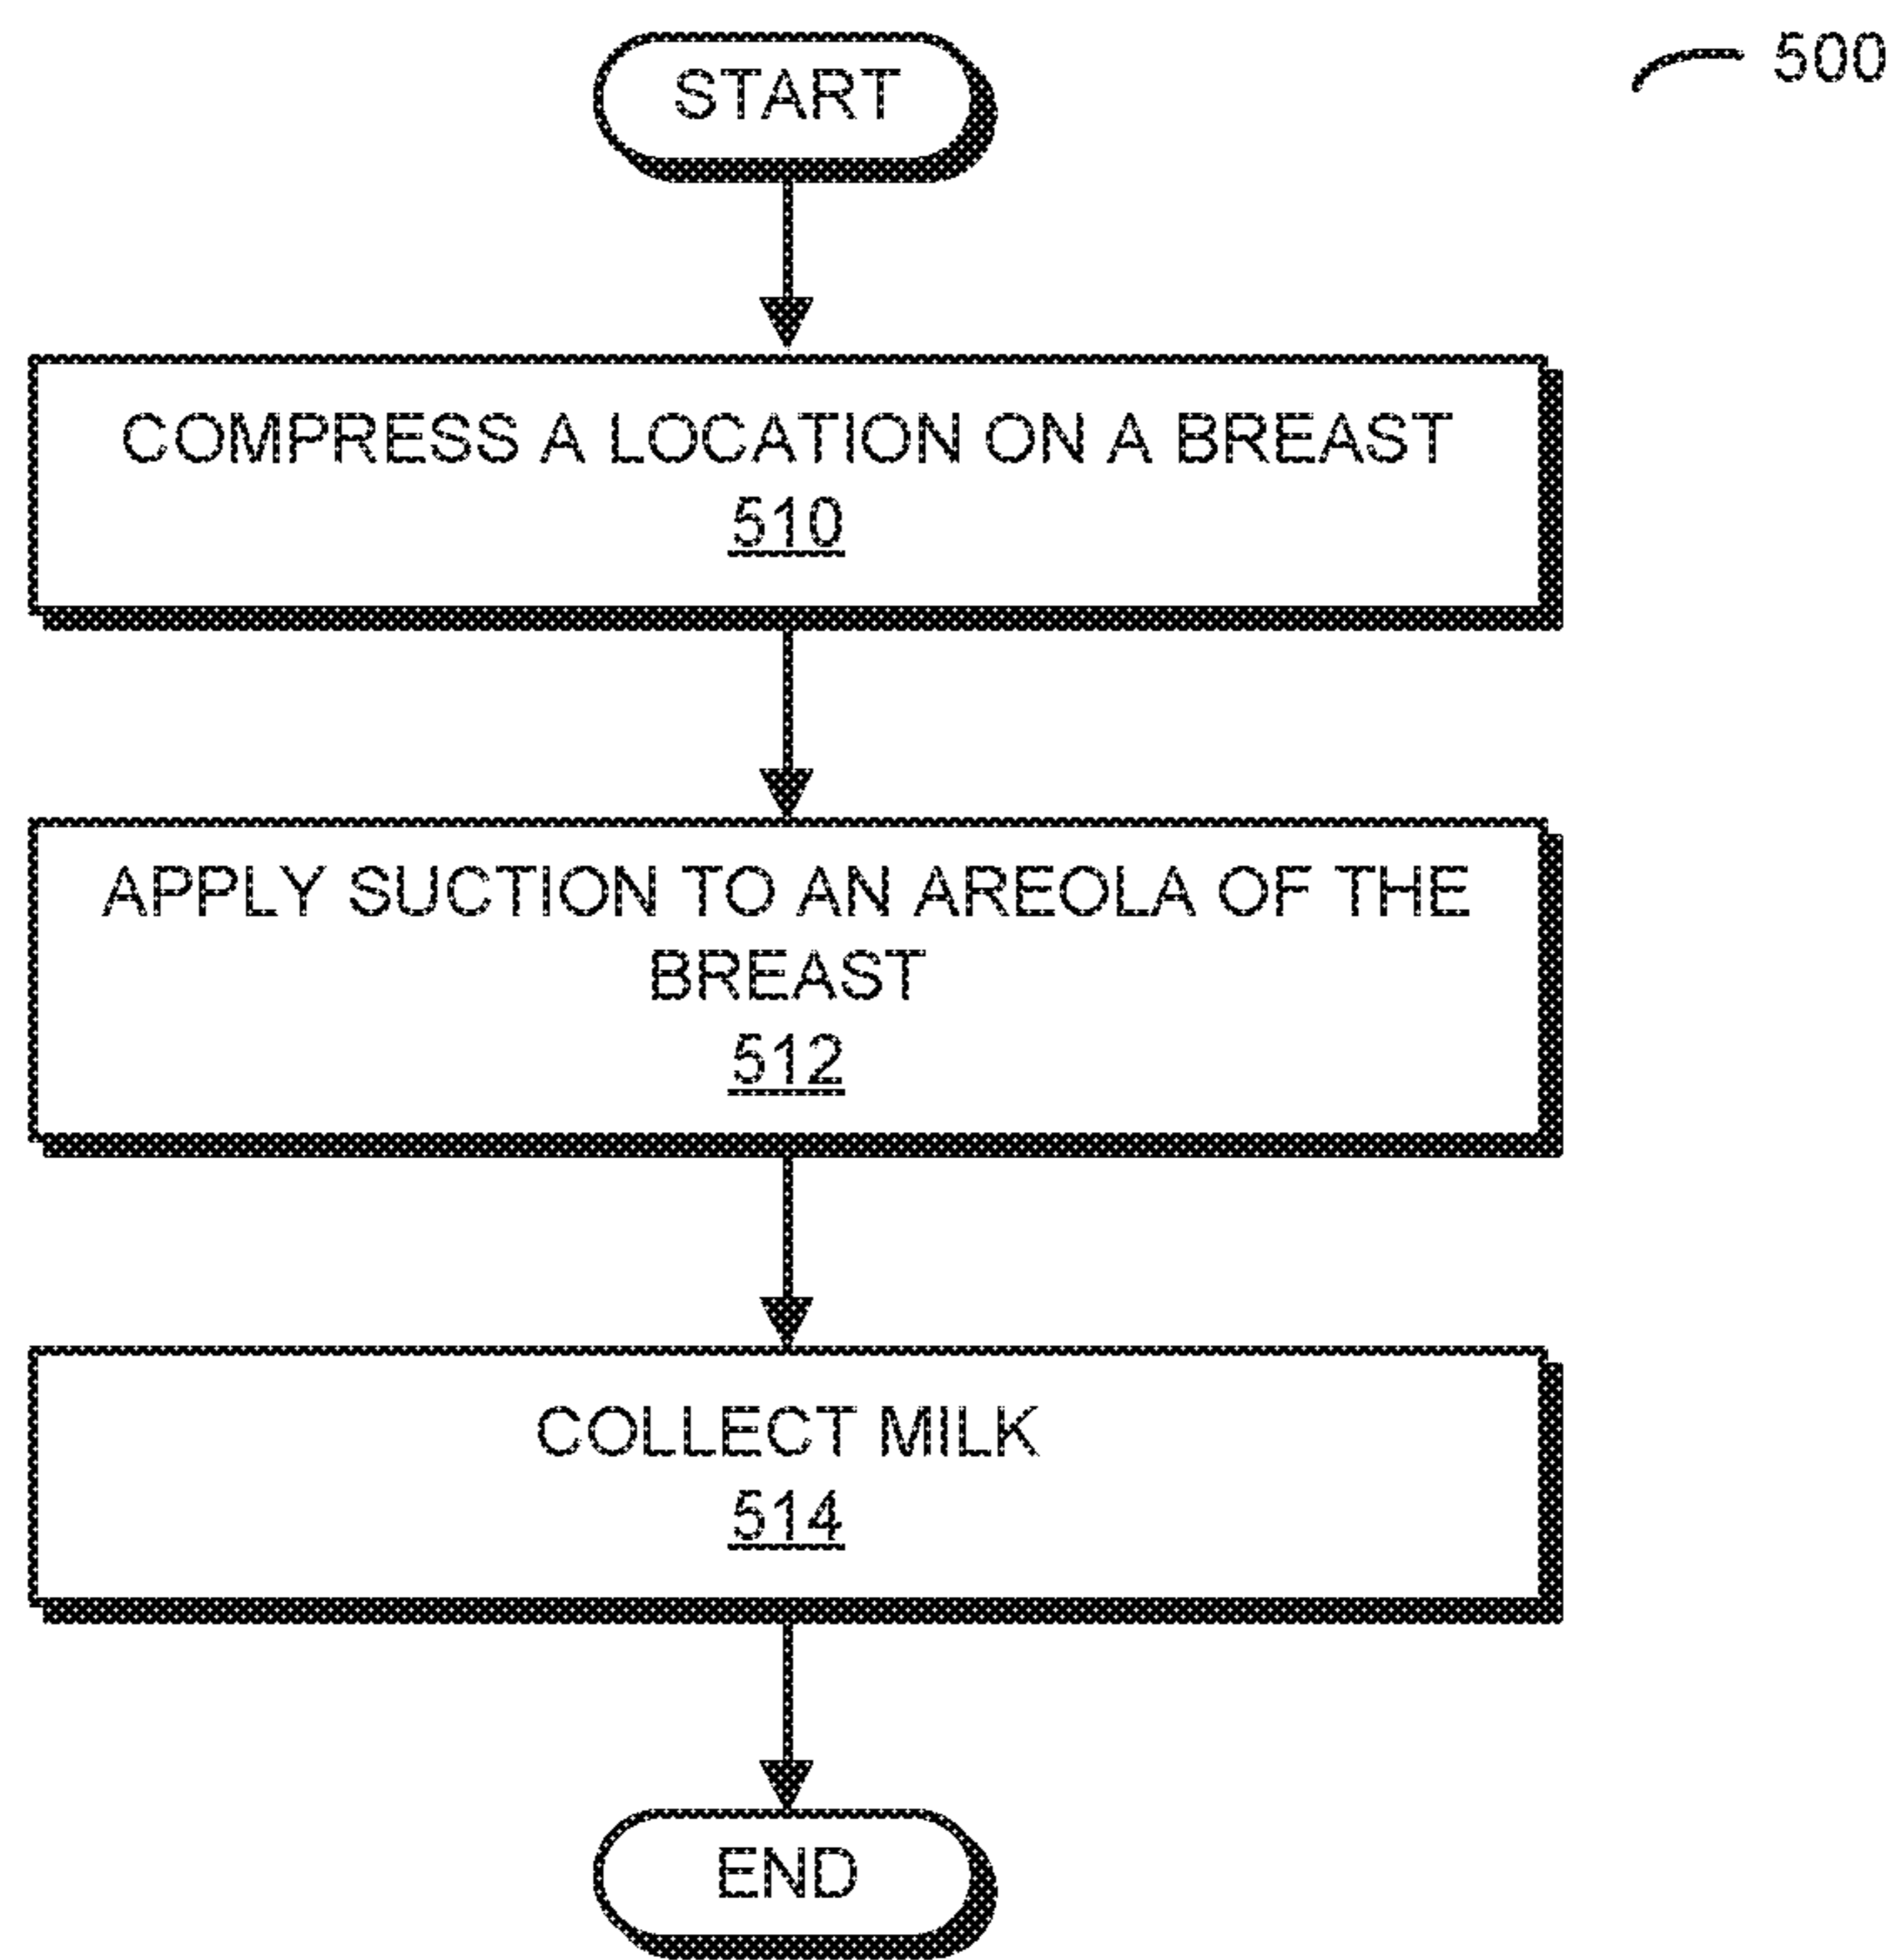 START
500
COMPRESS A LOCATION ON A BREAST
510
APPLY SUCTION TO AN AREOLA OF THE
BREAST
512
COLLECT MILK
514
END